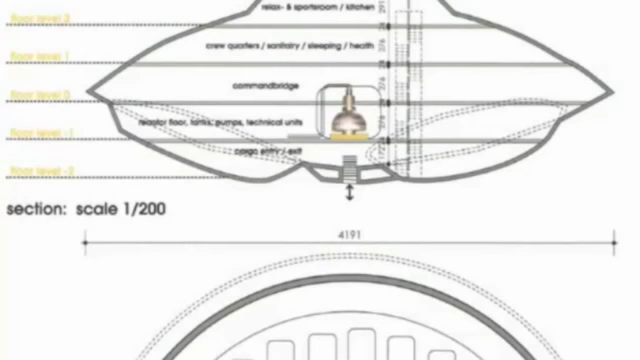 relax- & sportsroom / kitchen
floor level 2
crew quarters / sanitairy / sleeping / health
floor level 1
commandbridge
floor level 0
reactor floor, tanks, pumps, technical units
floor level -1
cargo entry / exit
floor level -2
section: scale 1/200
4191